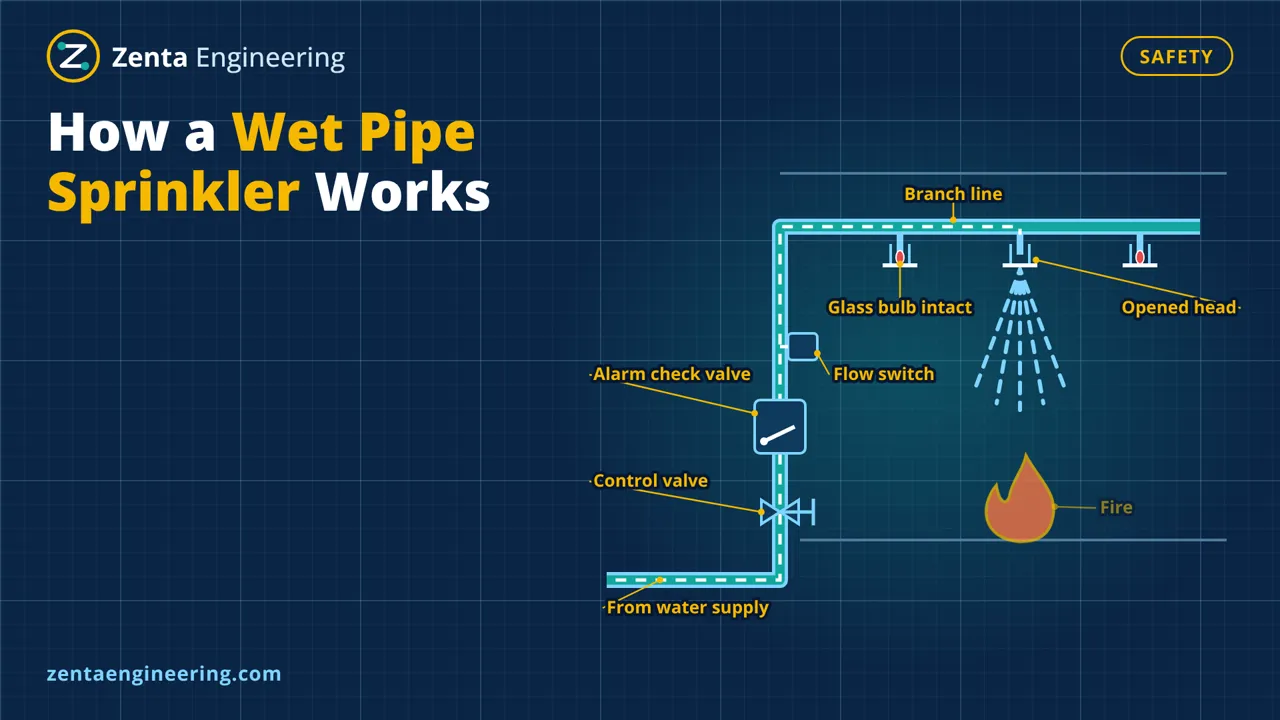 Zenta Engineering
SAFETY
How a Wet Pipe
Sprinkler Works
Branch line
Glass bulb intact
Opened head
Alarm check valve
Flow switch
Control valve
Fire
From water supply
zentaengineering.com